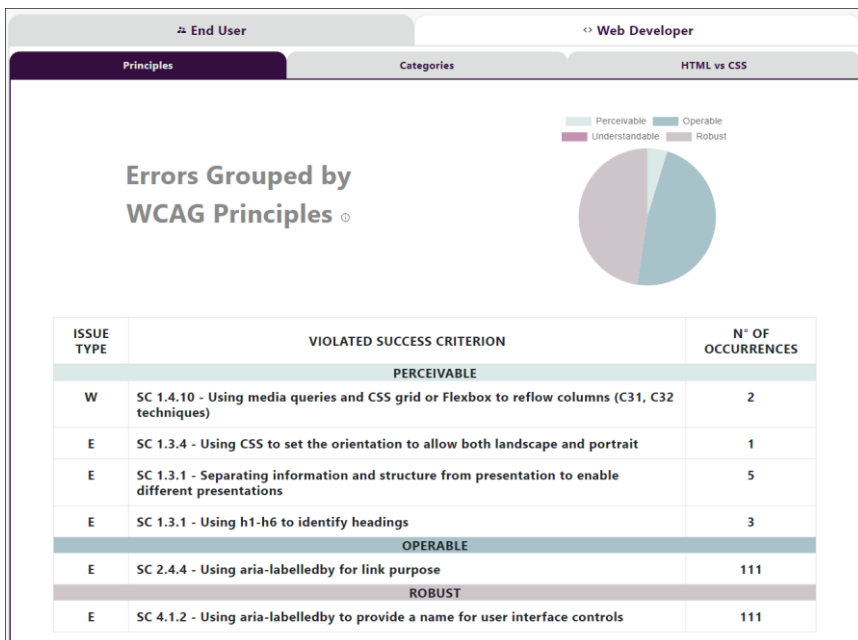 End User
<> Web Developer
Principles
Categories
HTML vs CSS
Perceivable
Operable
Understandable
Robust
Errors Grouped by
WCAG Principles
ISSUE
TYPE
VIOLATED SUCCESS CRITERION
N° OF
OCCURRENCES
PERCEIVABLE
W
SC 1.4.10 - Using media queries and CSS grid or Flexbox to reflow columns (C31, C32
techniques)
2
E
SC 1.3.4 - Using CSS to set the orientation to allow both landscape and portrait
1
E
SC 1.3.1 - Separating information and structure from presentation to enable
different presentations
5
E
SC 1.3.1 - Using h1-h6 to identify headings
3
OPERABLE
E
SC 2.4.4 - Using aria-labelledby for link purpose
111
ROBUST
E
SC 4.1.2 - Using aria-labelledby to provide a name for user interface controls
111